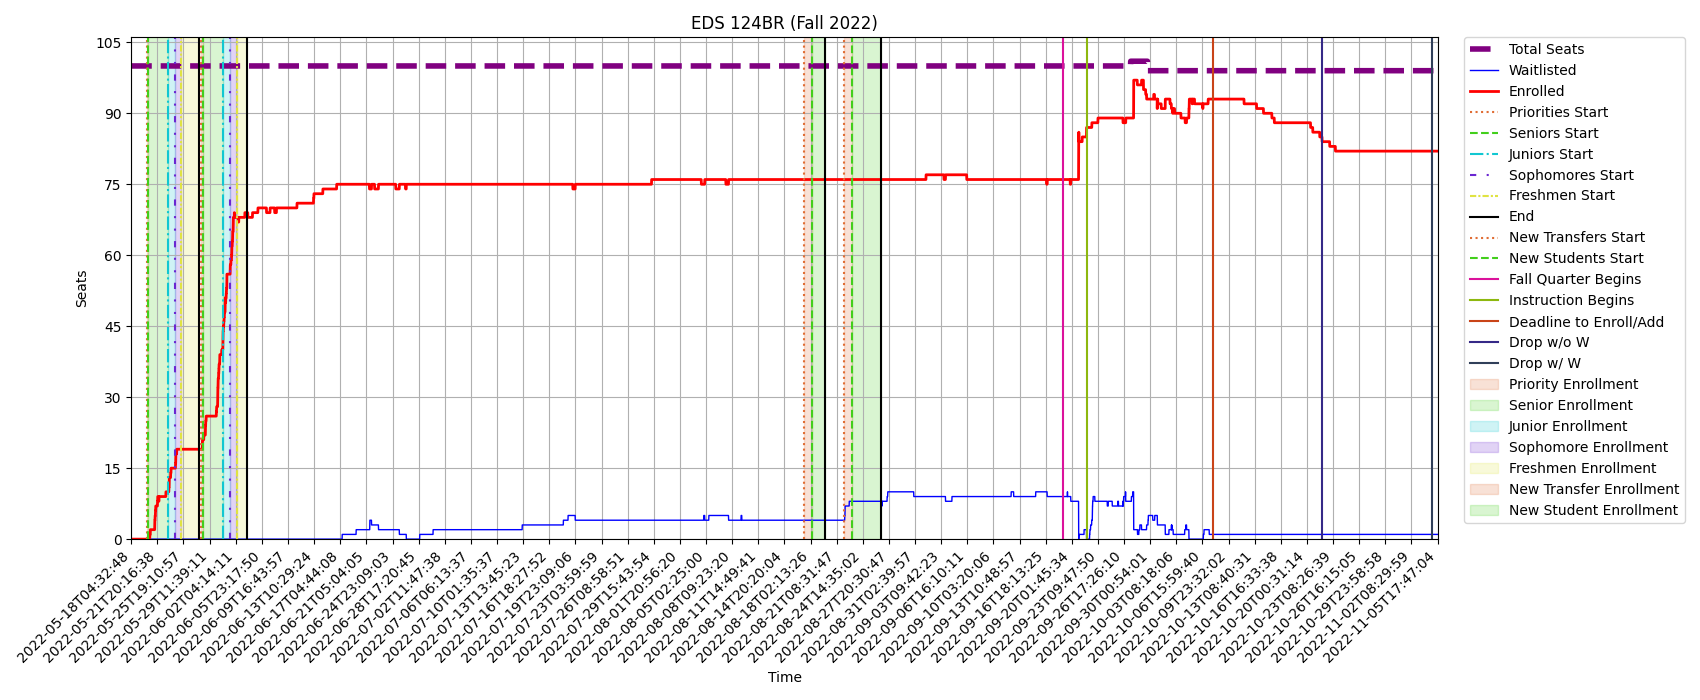 EDS 124BR (Fall 2022)
Seats
105
90
75
60
45
30
15
0
2022-05-18T04:32:48
2022-05-21T20:16:38
2022-05-25T19:10:57
2022-05-29T11:39:11
2022-06-02T04:14:11
2022-06-05T23:17:50
2022-06-09T16:43:57
2022-06-13T10:29:24
2022-06-17T04:44:08
2022-06-21T05:04:05
2022-06-24T23:09:03
2022-06-28T17:20:45
2022-07-02T11:47:38
2022-07-06T06:13:37
2022-07-10T01:35:37
2022-07-13T13:45:23
2022-07-16T18:27:52
2022-07-19T23:09:06
2022-07-23T03:59:59
2022-07-26T08:58:51
2022-07-29T15:43:54
2022-08-01T20:56:20
2022-08-05T02:25:00
2022-08-08T09:23:20
2022-08-11T14:49:41
2022-08-14T20:20:04
2022-08-18T02:13:26
2022-08-21T08:31:47
2022-08-24T14:35:02
2022-08-27T20:30:47
2022-08-31T02:39:57
2022-09-03T09:42:23
2022-09-06T16:10:11
2022-09-10T03:20:06
2022-09-13T10:48:57
2022-09-16T18:13:25
2022-09-20T01:45:34
2022-09-23T09:47:50
2022-09-26T17:26:10
2022-09-30T00:54:01
2022-10-03T08:18:06
2022-10-06T15:59:40
2022-10-09T23:32:02
2022-10-13T08:40:31
2022-10-16T16:33:38
2022-10-20T00:31:14
2022-10-23T08:26:39
2022-10-26T16:15:05
2022-10-29T23:58:58
2022-11-02T08:29:59
2022-11-05T17:47:04
Time
Total Seats
Waitlisted
Enrolled
Priorities Start
Seniors Start
Juniors Start
Sophomores Start
Freshmen Start
End
New Transfers Start
New Students Start
Fall Quarter Begins
Instruction Begins
Deadline to Enroll/Add
Drop w/o W
Drop w/ W
Priority Enrollment
Senior Enrollment
Junior Enrollment
Sophomore Enrollment
Freshmen Enrollment
New Transfer Enrollment
New Student Enrollment